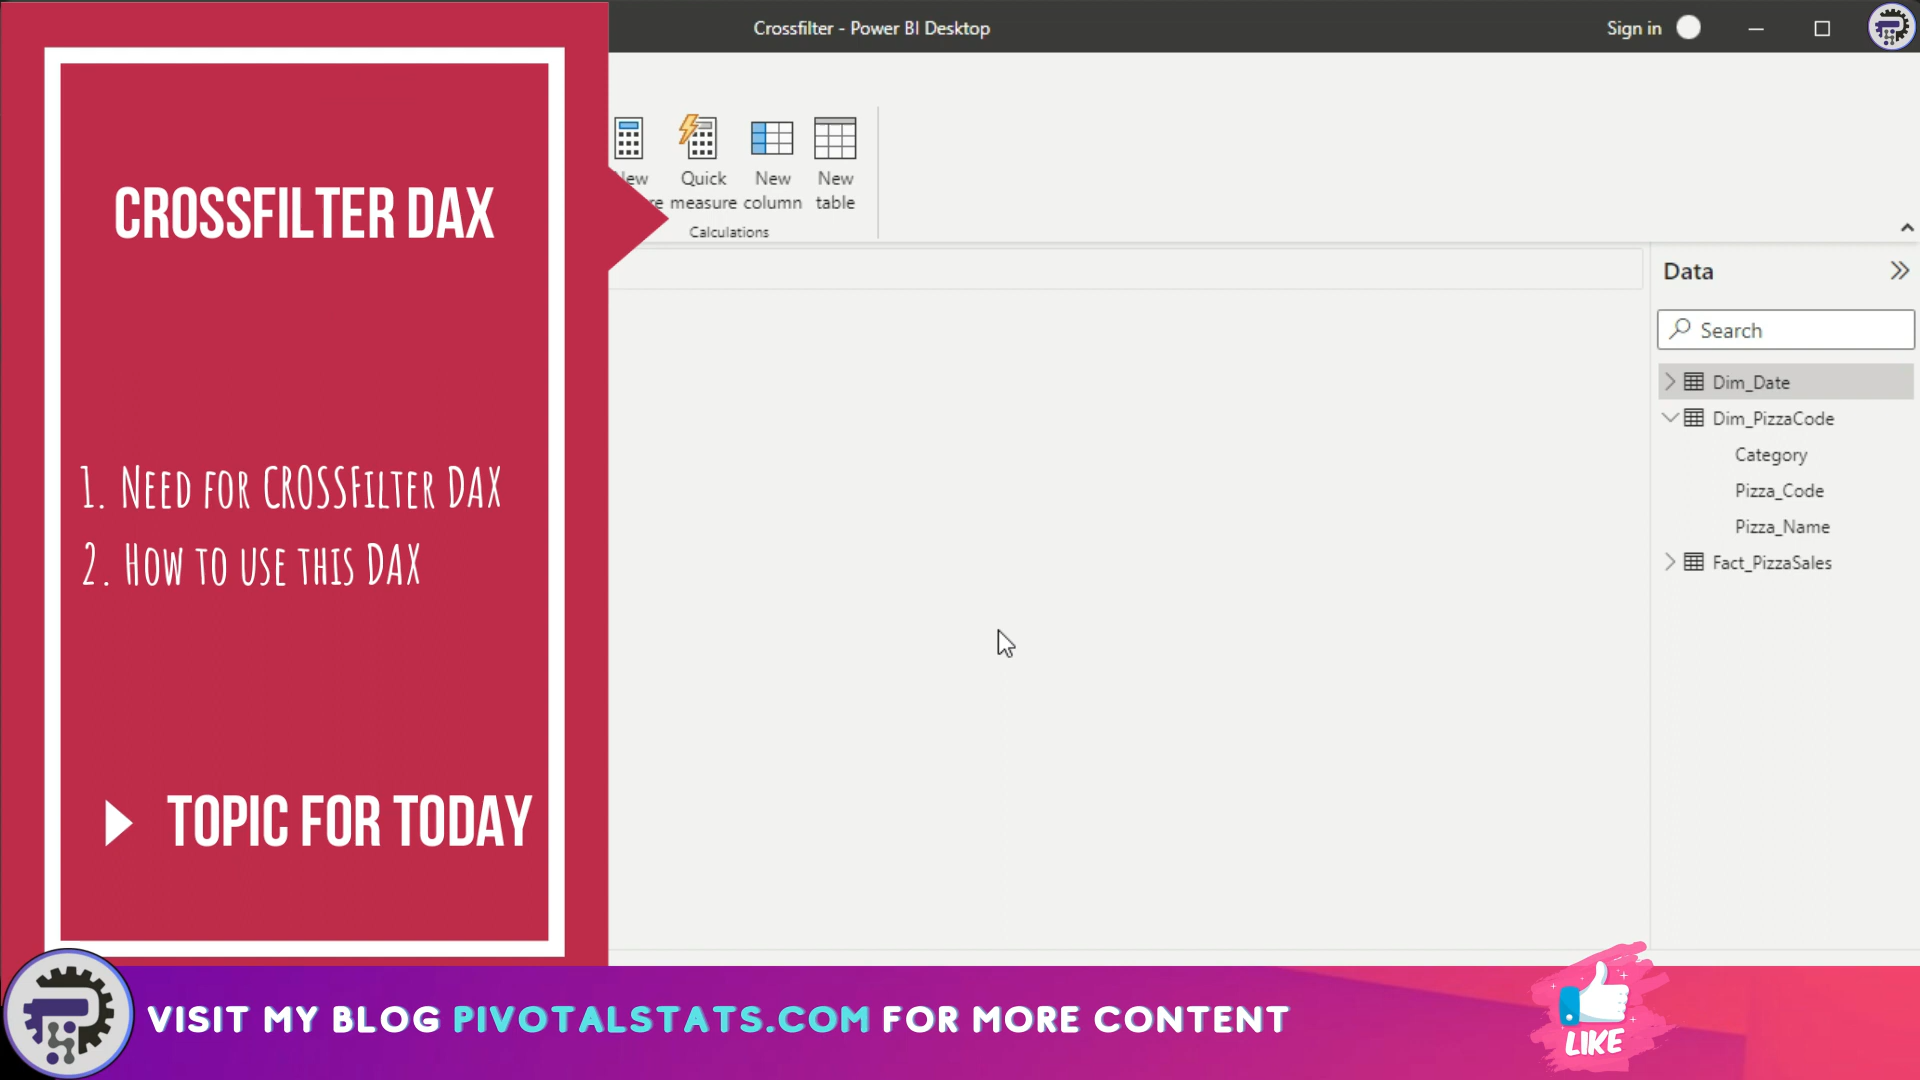 Crossfilter - Power BI Desktop
Sign in
CROSSFILTER DAX
1. Need for CROSSFilter DAX
2. How to use this DAX
TOPIC FOR TODAY
Quick
measure
New
column
New
table
Calculations
Data
Search
Dim_Date
Dim_PizzaCode
Category
Pizza_Code
Pizza_Name
Fact_PizzaSales
VISIT MY BLOG PIVOTALSTATS.COM FOR MORE CONTENT
LIKE